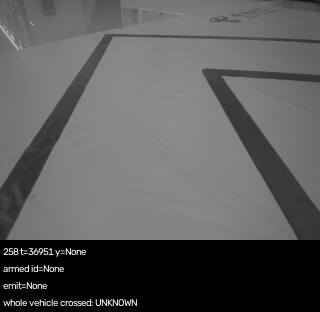 258 t=36951 y=None
armed id=None
emit=None
whole vehicle crossed: UNKNOWN